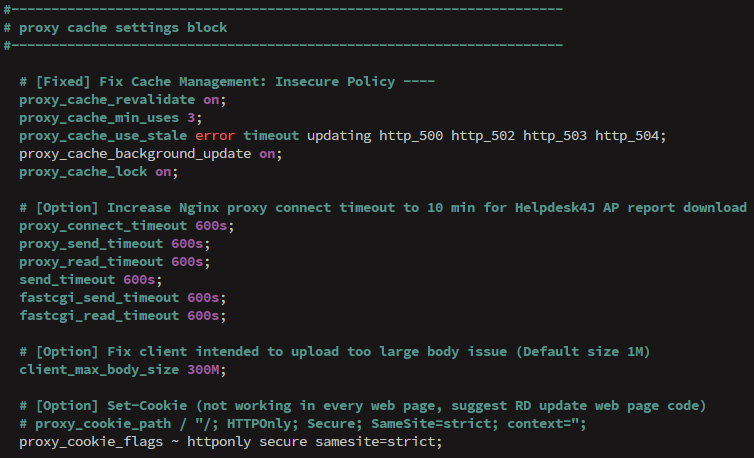 #---------------------------------------------------------------------
# proxy cache settings block
#---------------------------------------------------------------------
# [Fixed] Fix Cache Management: Insecure Policy ----
proxy_cache_revalidate on;
proxy_cache_min_uses 3;
proxy_cache_use_stale error timeout updating http_500 http_502 http_503 http_504;
proxy_cache_background_update on;
proxy_cache_lock on;
# [Option] Increase Nginx proxy connect timeout to 10 min for Helpdesk4J AP report download
proxy_connect_timeout 600s;
proxy_send_timeout 600s;
proxy_read_timeout 600s;
send_timeout 600s;
fastcgi_send_timeout 600s;
fastcgi_read_timeout 600s;
# [Option] Fix client intended to upload too large body issue (Default size 1M)
client_max_body_size 300M;
# [Option] Set-Cookie (not working in every web page, suggest RD update web page code)
# proxy_cookie_path / "/; HTTPOnly; Secure; SameSite=strict; context=";
proxy_cookie_flags ~ httponly secure samesite=strict;